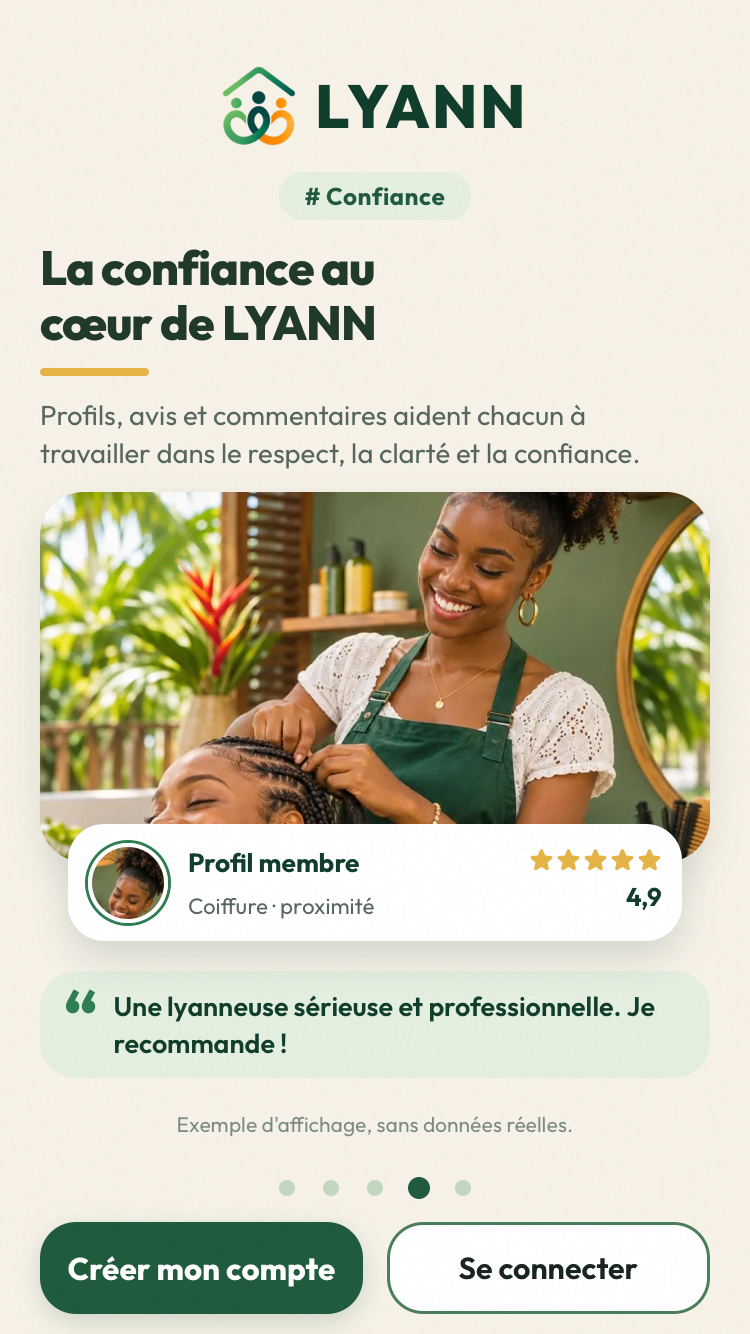 LYANN
# Confiance
La confiance au
cœur de LYANN
Profils, avis et commentaires aident chacun à
travailler dans le respect, la clarté et la confiance.
Profil membre
Coiffure · proximité
4,9
“ Une lyanneuse sérieuse et professionnelle. Je
recommande !
Exemple d'affichage, sans données réelles.
Créer mon compte
Se connecter